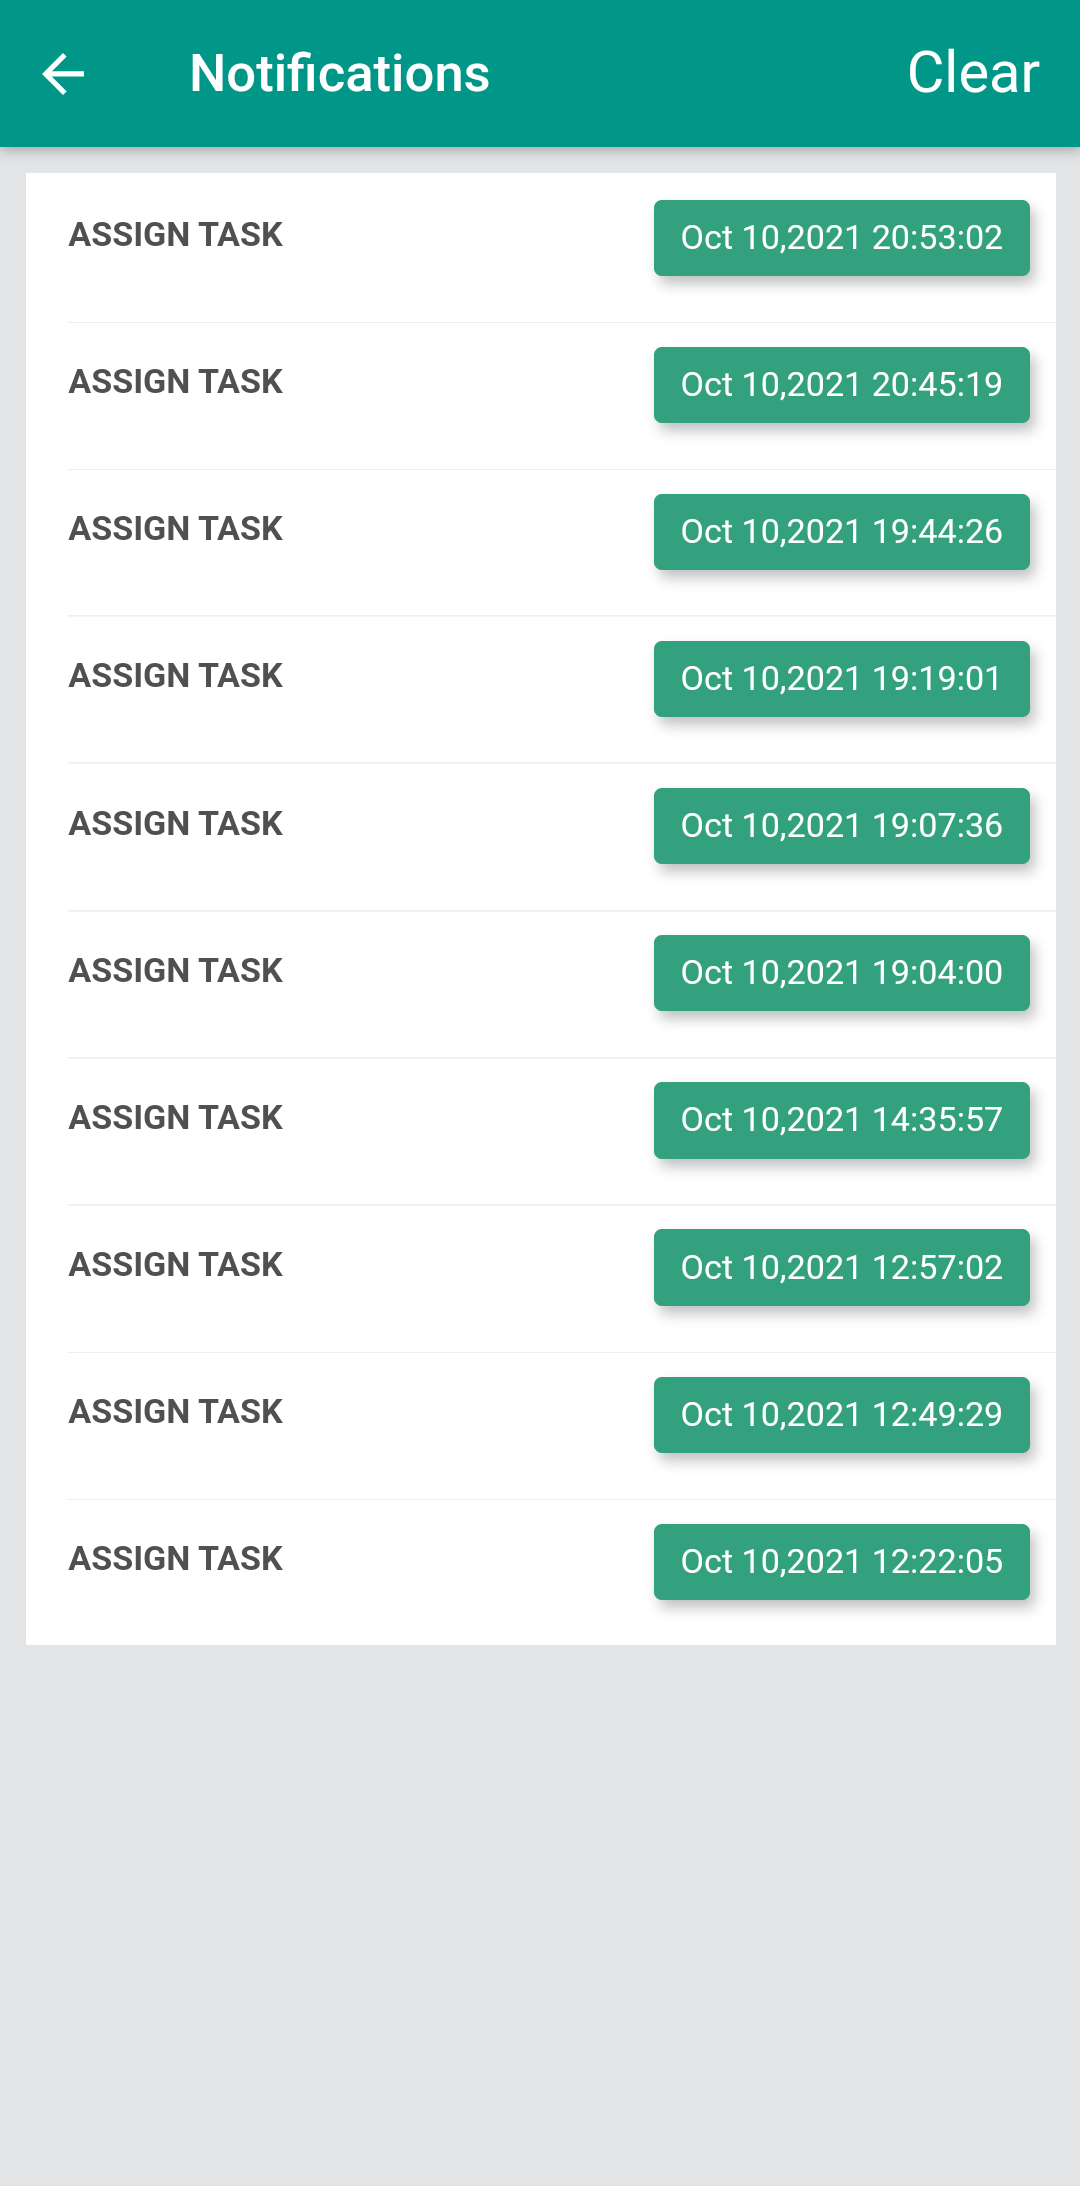 Notifications Clear
ASSIGN TASK Oct 10,2021 20:53:02
ASSIGN TASK Oct 10,2021 20:45:19
ASSIGN TASK Oct 10,2021 19:44:26
ASSIGN TASK Oct 10,2021 19:19:01
ASSIGN TASK Oct 10,2021 19:07:36
ASSIGN TASK Oct 10,2021 19:04:00
ASSIGN TASK Oct 10,2021 14:35:57
ASSIGN TASK Oct 10,2021 12:57:02
ASSIGN TASK Oct 10,2021 12:49:29
ASSIGN TASK Oct 10,2021 12:22:05